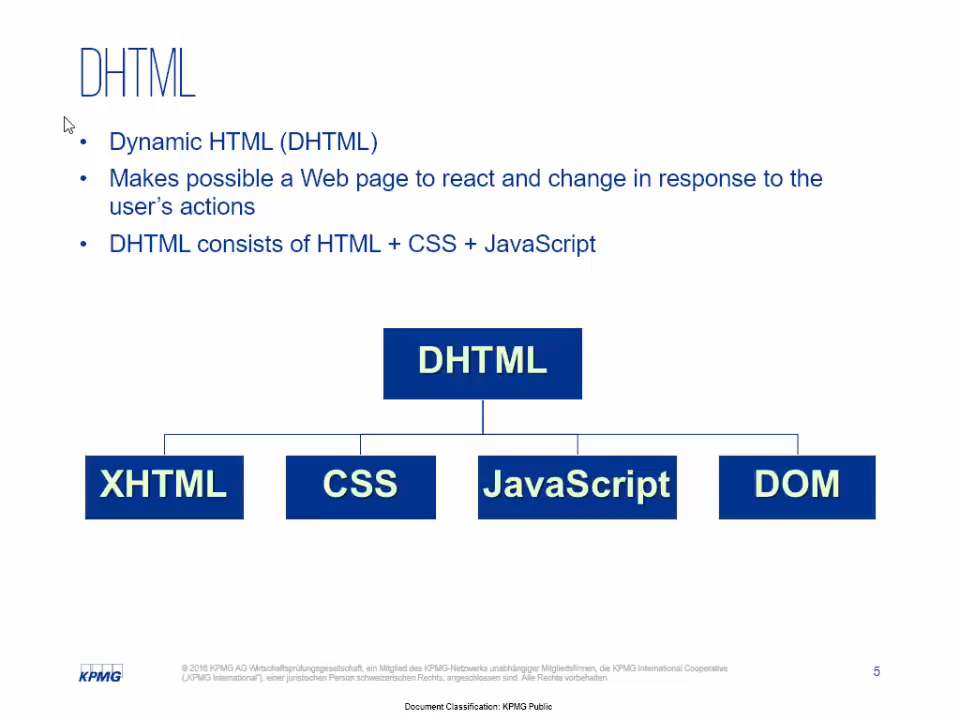 DHTML
• Dynamic HTML (DHTML)
• Makes possible a Web page to react and change in response to the
user's actions
• DHTML consists of HTML + CSS + JavaScript
DHTML
XHTML CSS JavaScript DOM
KPMG
© 2016 KPMG AG Wirtschaftsprüfungsgesellschaft, ein Mitglied des KPMG-Netzwerks unabhängiger Mitgliedsfirmen, die KPMG International Cooperative
(„KPMG International"), einer juristischen Person schweizerischen Rechts, angeschlossen sind. Alle Rechte vorbehalten.
5
Document Classification: KPMG Public